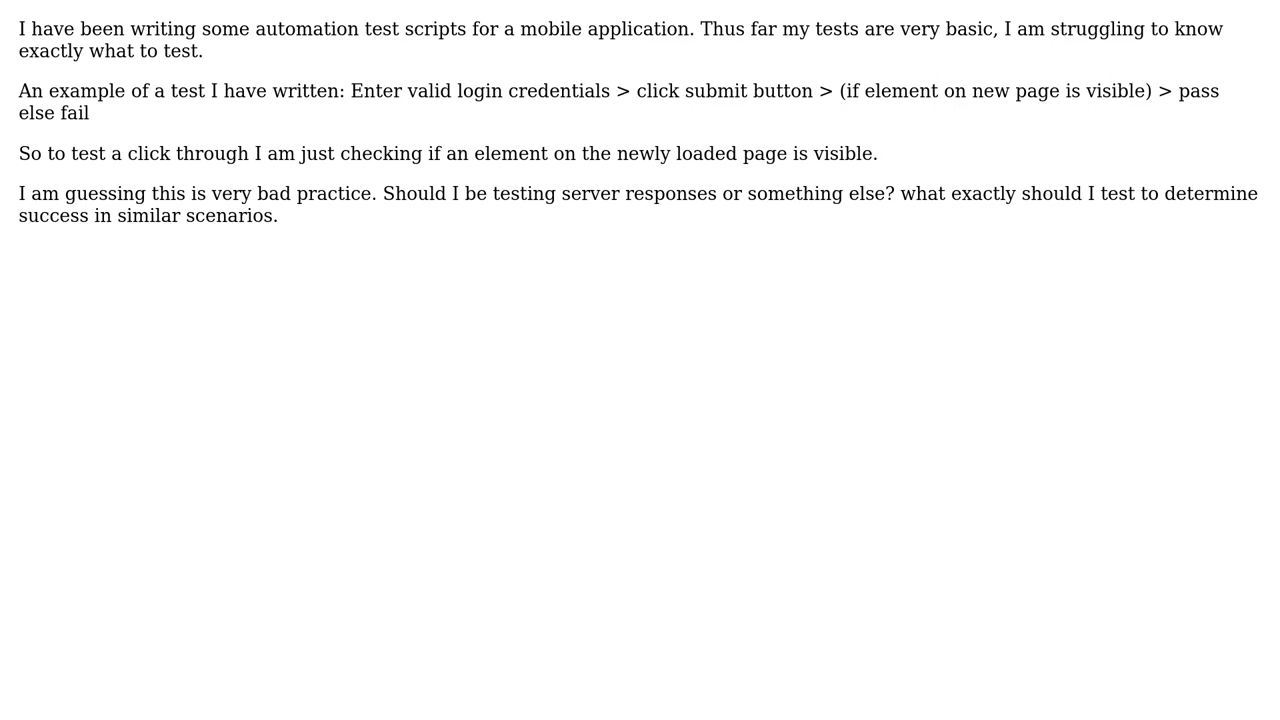 I have been writing some automation test scripts for a mobile application. Thus far my tests are very basic, I am struggling to know
exactly what to test.
An example of a test I have written: Enter valid login credentials > click submit button > (if element on new page is visible) > pass
else fail
So to test a click through I am just checking if an element on the newly loaded page is visible.
I am guessing this is very bad practice. Should I be testing server responses or something else? what exactly should I test to determine
success in similar scenarios.